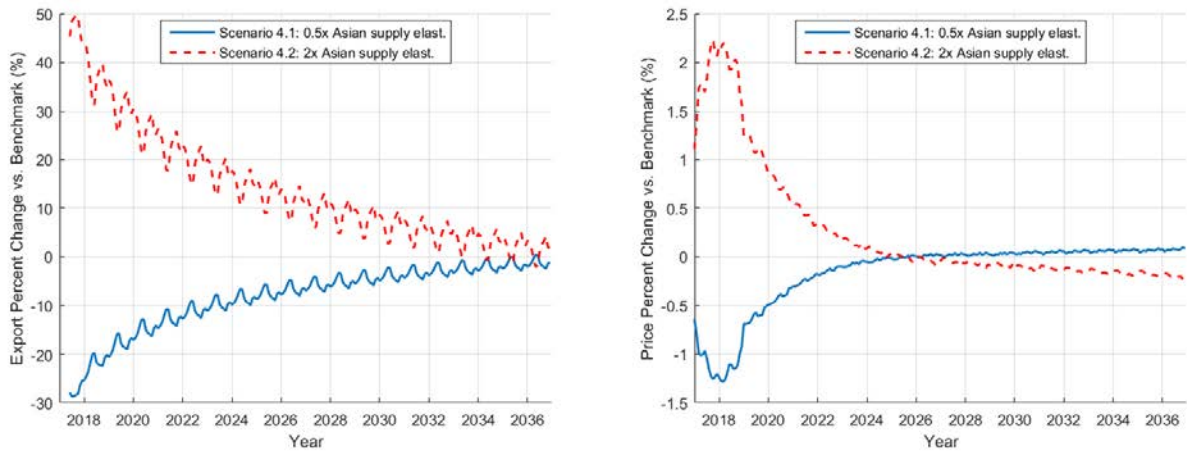 50
40
30
20
10
0
-10
-20
-30
Export Percent Change vs. Benchmark (%)
Scenario 4.1: 0.5x Asian supply elast.
Scenario 4.2: 2x Asian supply elast.
2018 2020 2022 2024 2026 2028 2030 2032 2034 2036
Year
2.5
2
1.5
1
0.5
0
-0.5
-1
-1.5
Price Percent Change vs. Benchmark (%)
Scenario 4.1: 0.5x Asian supply elast.
Scenario 4.2: 2x Asian supply elast.
2018 2020 2022 2024 2026 2028 2030 2032 2034 2036
Year